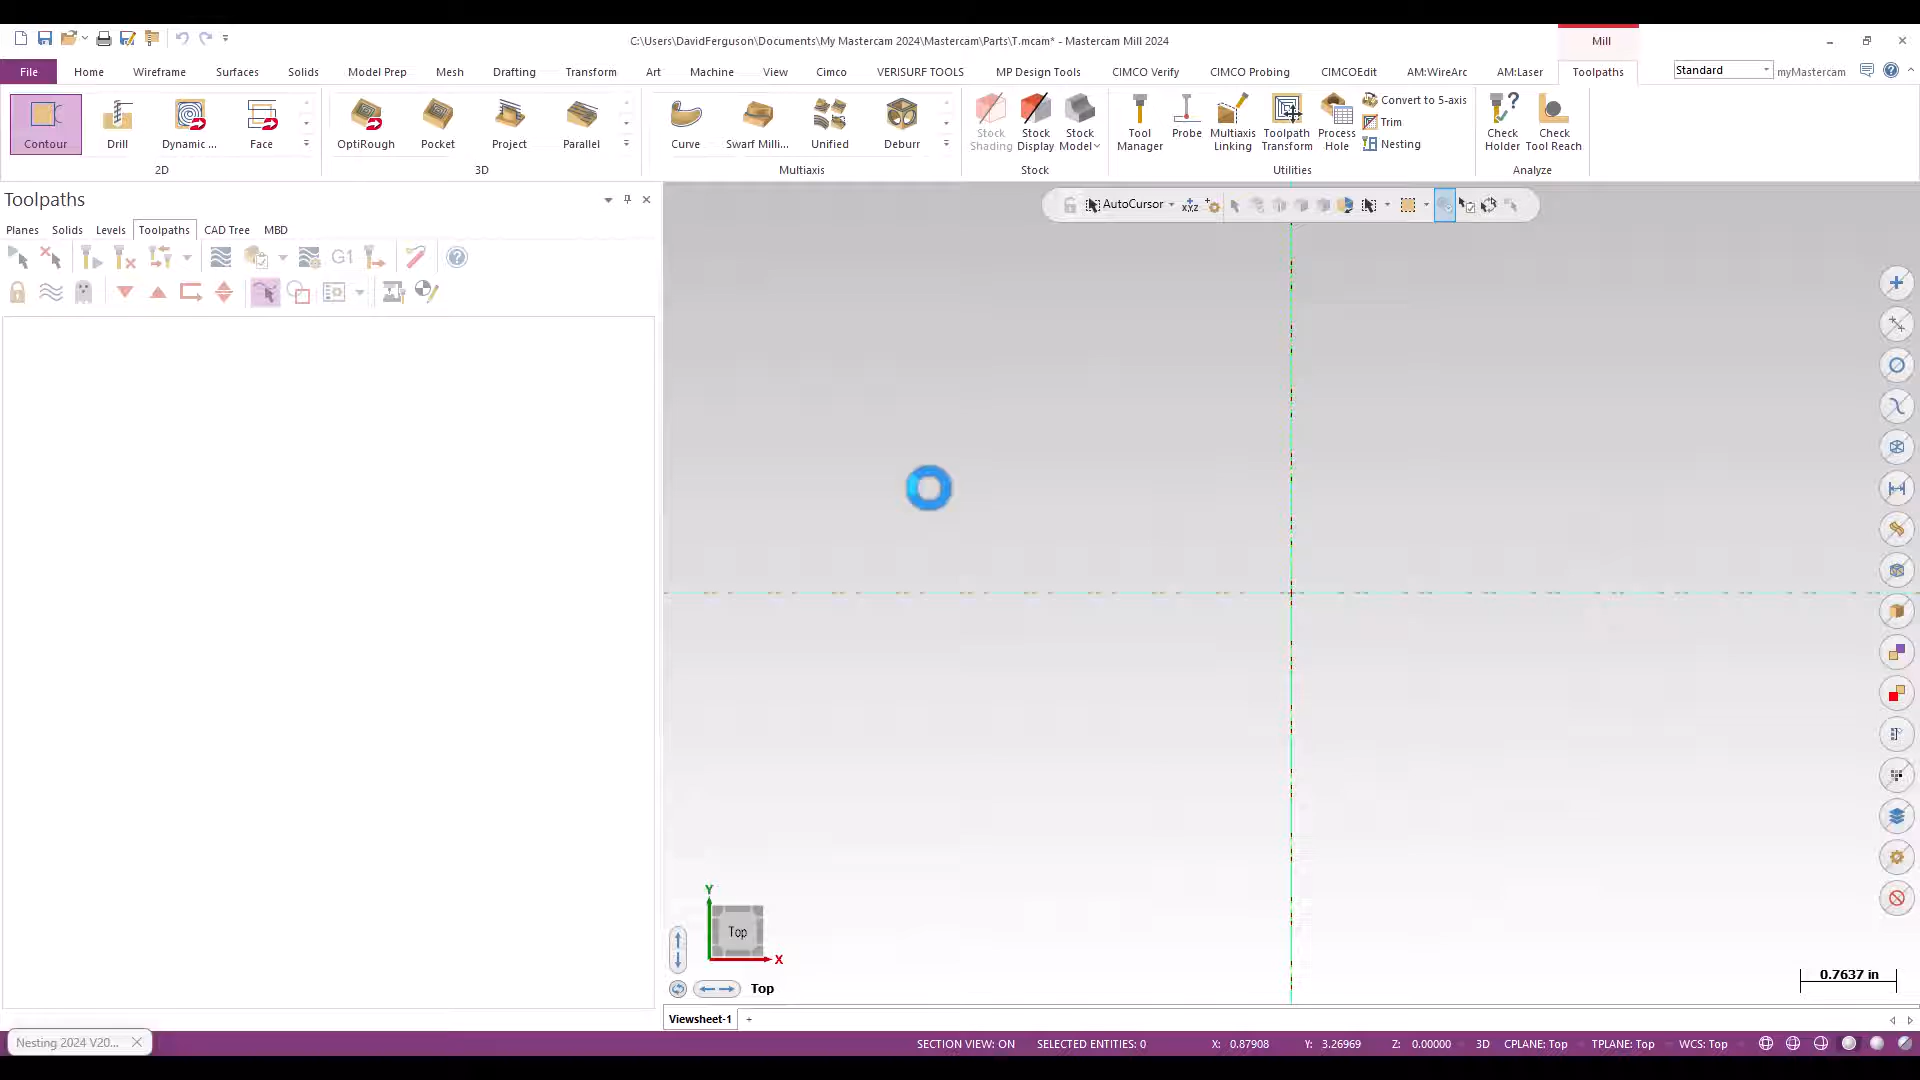 C:\Users\DavidFerguson\Documents\My Mastercam 2024\Mastercam\Parts\T.mcam* - Mastercam Mill 2024
Mill
File Home Wireframe Surfaces Solids Model Prep Mesh Drafting Transform Art Machine View Cimco VERISURF TOOLS MP Design Tools CIMCO Verify CIMCO Probing CIMCOEdit AM:WireArc AM:Laser Toolpaths Standard myMastercam
Contour Drill Dynamic ... Face
2D
OptiRough Pocket Project Parallel
3D
Curve Swarf Milli... Unified Deburr
Multiaxis
Stock Shading Stock Display Stock Model
Stock
Tool Manager Probe Multiaxis Linking Toolpath Transform Process Hole
Convert to 5-axis
Trim
Nesting
Utilities
Check Holder Check Tool Reach
Analyze
Toolpaths
Planes Solids Levels Toolpaths CAD Tree MBD
G1
AutoCursor XYZ
Y
Top
X
Top
0.7637 in
Viewsheet-1 +
Nesting 2024 V20...
SECTION VIEW: ON SELECTED ENTITIES: 0 X: 0.87908 Y: 3.26969 Z: 0.00000 3D CPLANE: Top TPLANE: Top WCS: Top